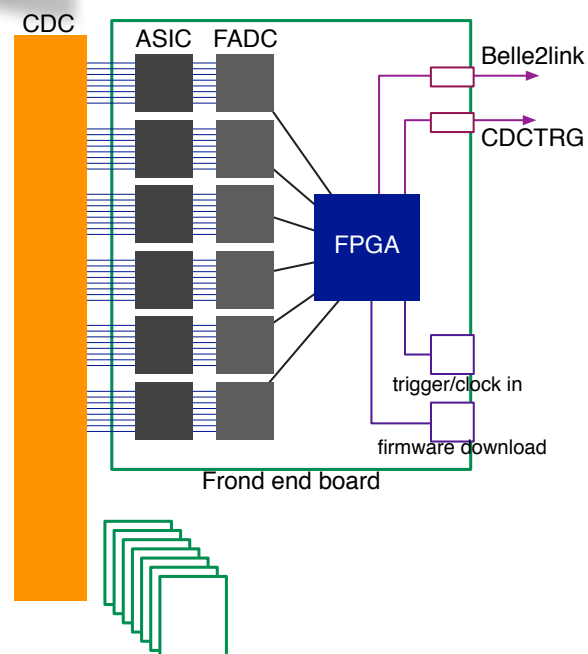 CDC
ASIC
FADC
Belle2link
CDCTRG
FPGA
trigger/clock in
firmware download
Frond end board